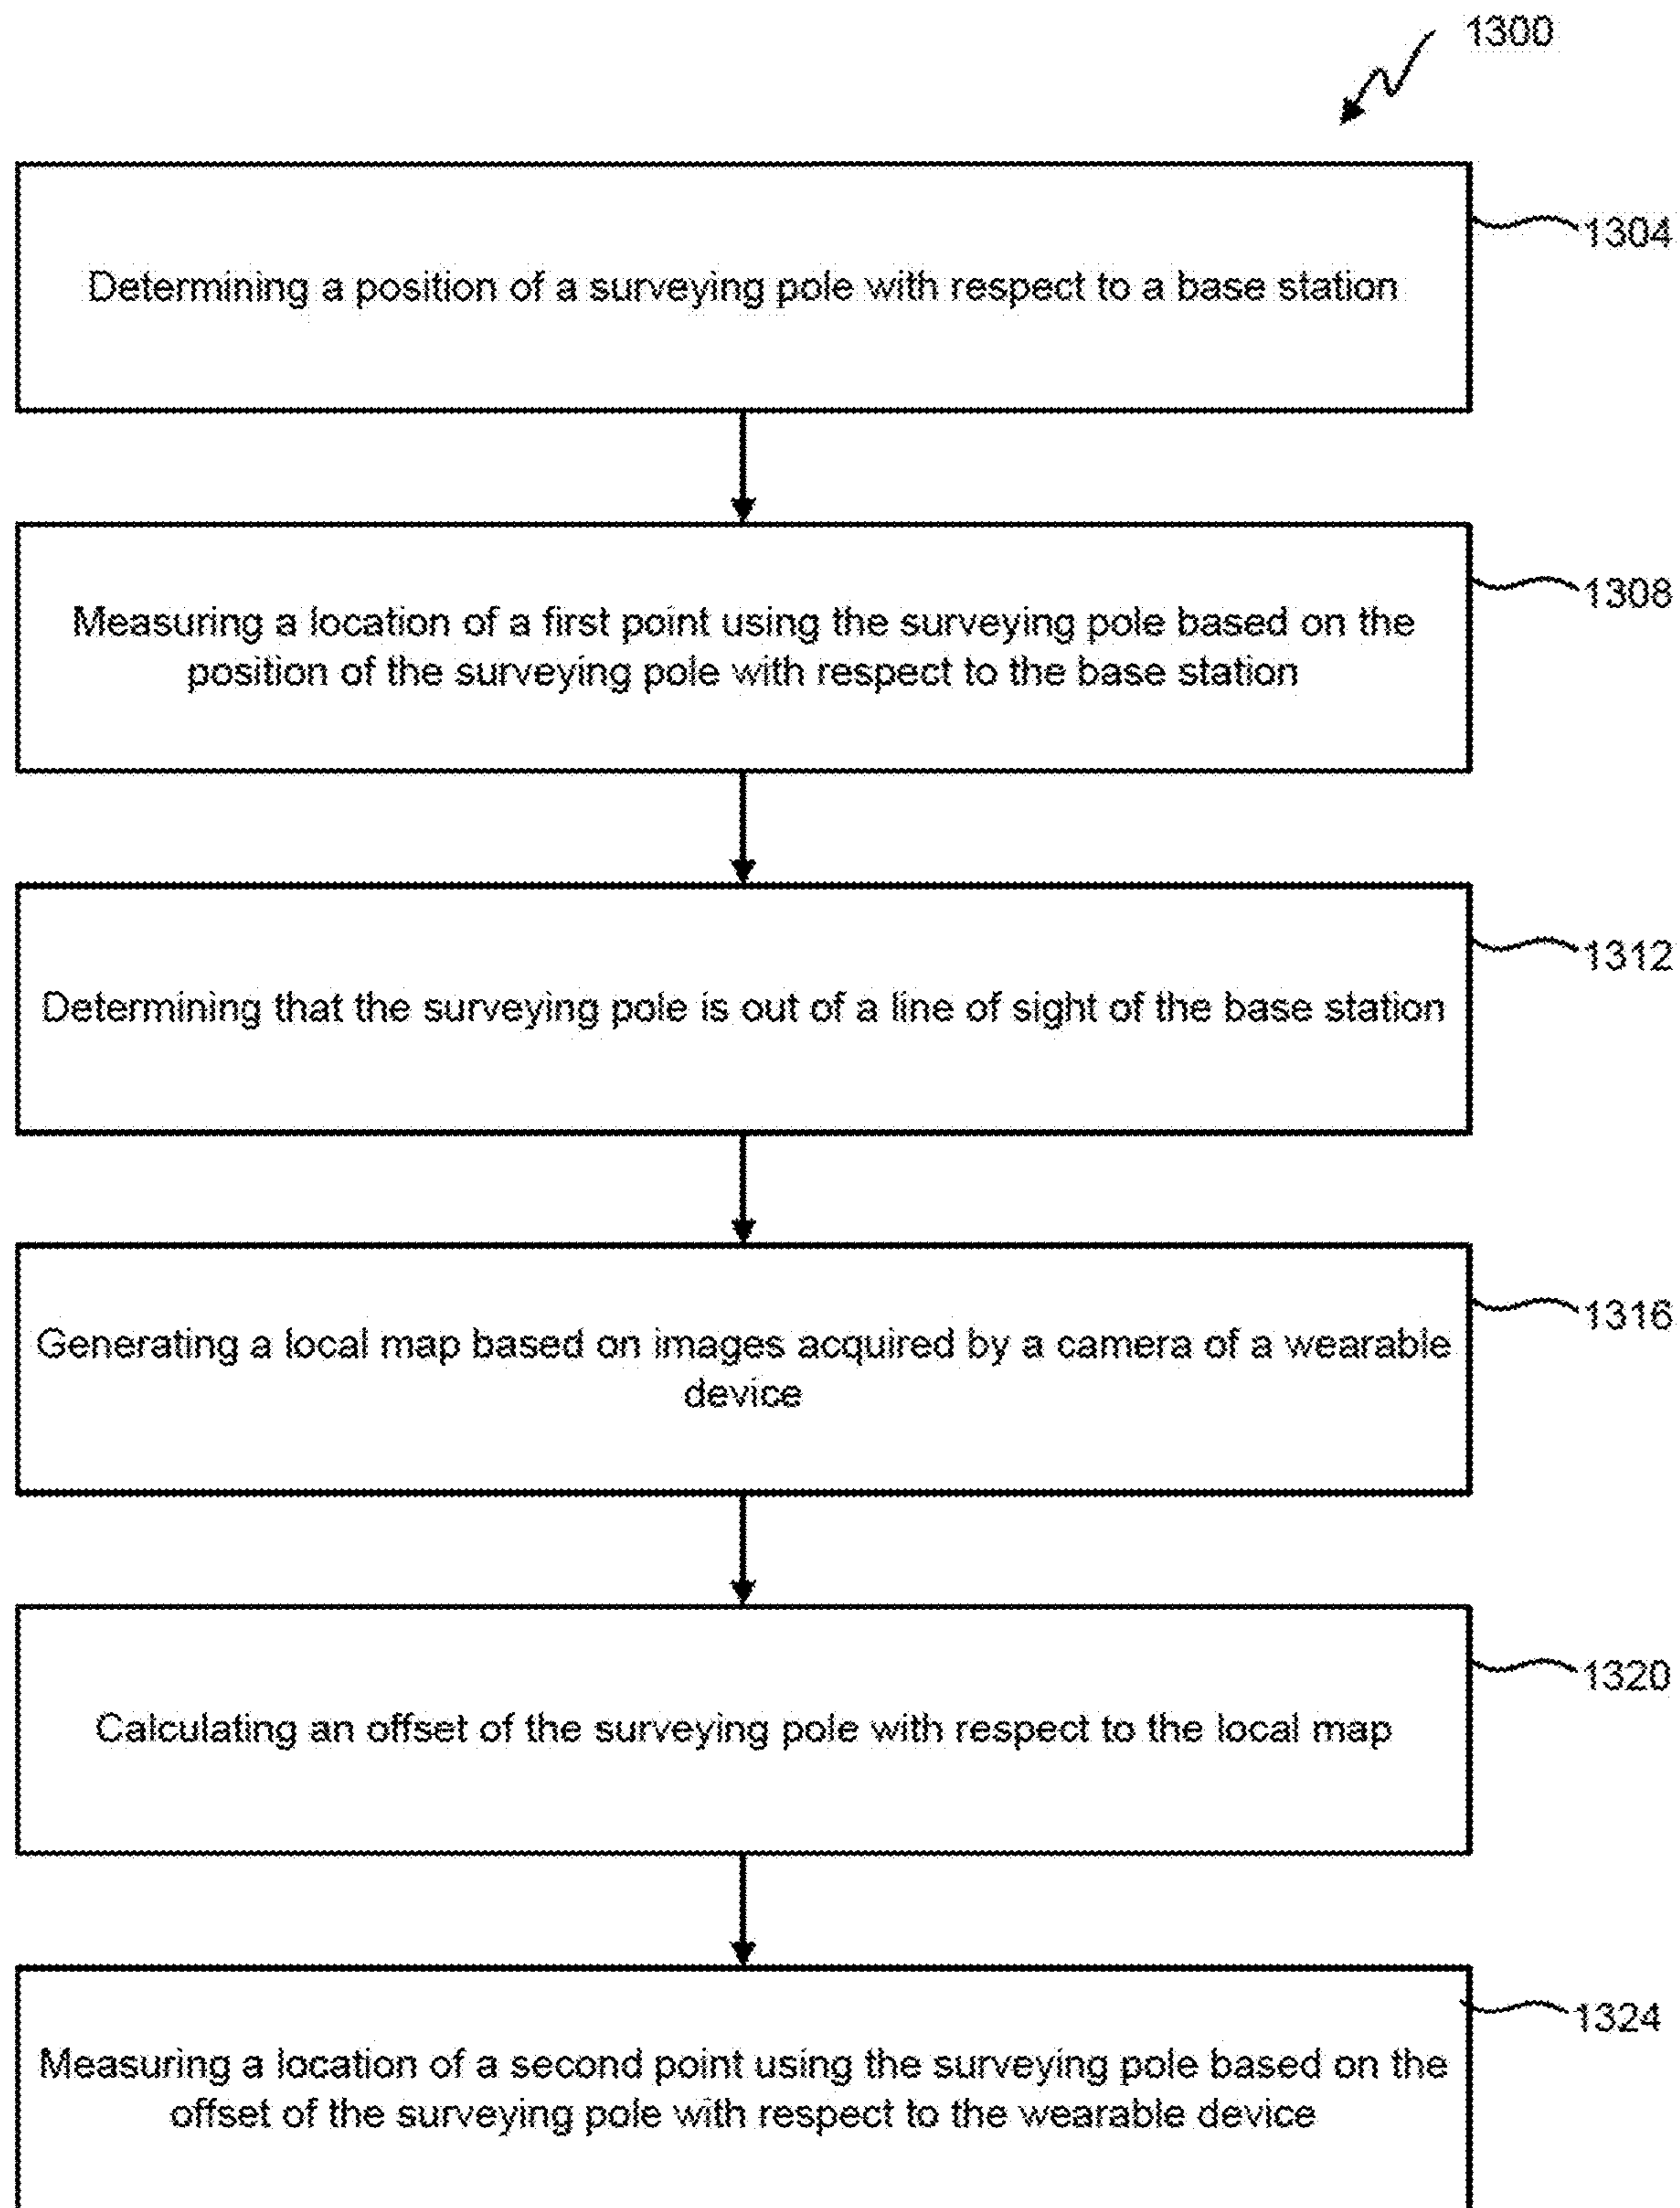 1300
Determining a position of a surveying pole with respect to a base station
1304
Measuring a location of a first point using the surveying pole based on the
position of the surveying pole with respect to the base station
1308
Determining that the surveying pole is out of a line of sight of the base station
1312
Generating a local map based on images acquired by a camera of a wearable
device
1316
Calculating an offset of the surveying pole with respect to the local map
1320
Measuring a location of a second point using the surveying pole based on the
offset of the surveying pole with respect to the wearable device
1324